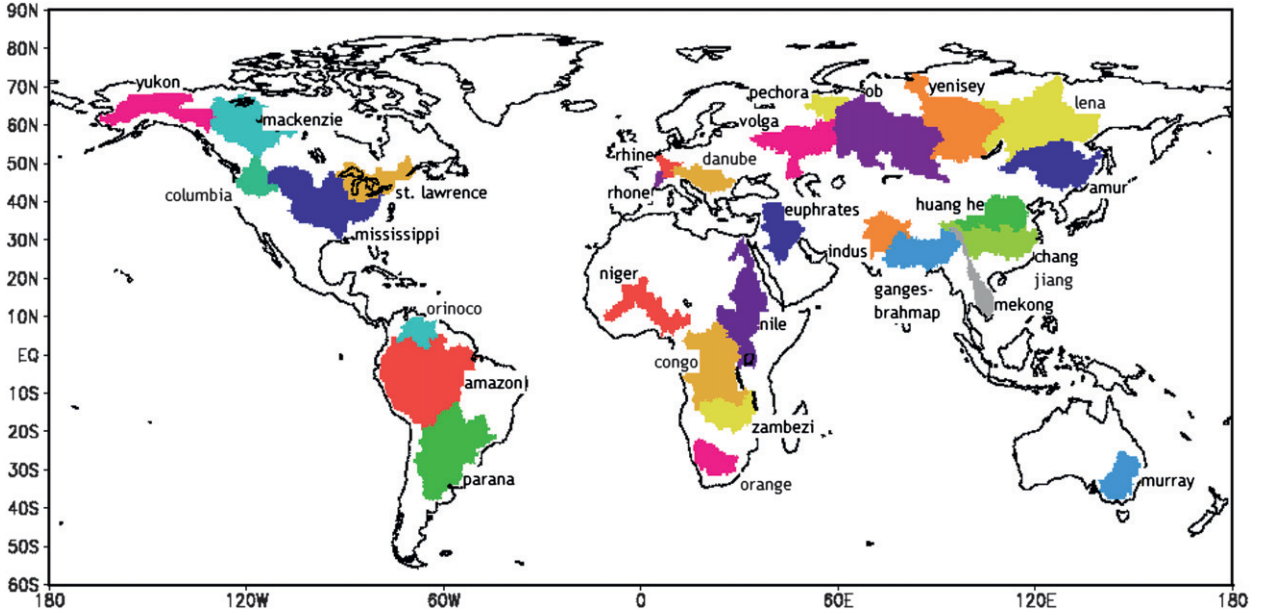 90N
80N
70N
60N
50N
40N
30N
20N
10N
EQ
10S
20S
30S
40S
50S
60S
180
120W
60W
0
60E
120E
180
yukon
mackenzie
columbia
st. lawrence
mississippi
orinoco
amazon
parana
pechora
ob
yenisey
lena
volga
rhine
danube
rhone
amur
euphrates
huang he
indus
chang
jiang
ganges-
brahmap
mekong
niger
nile
congo
zambezi
orange
murray